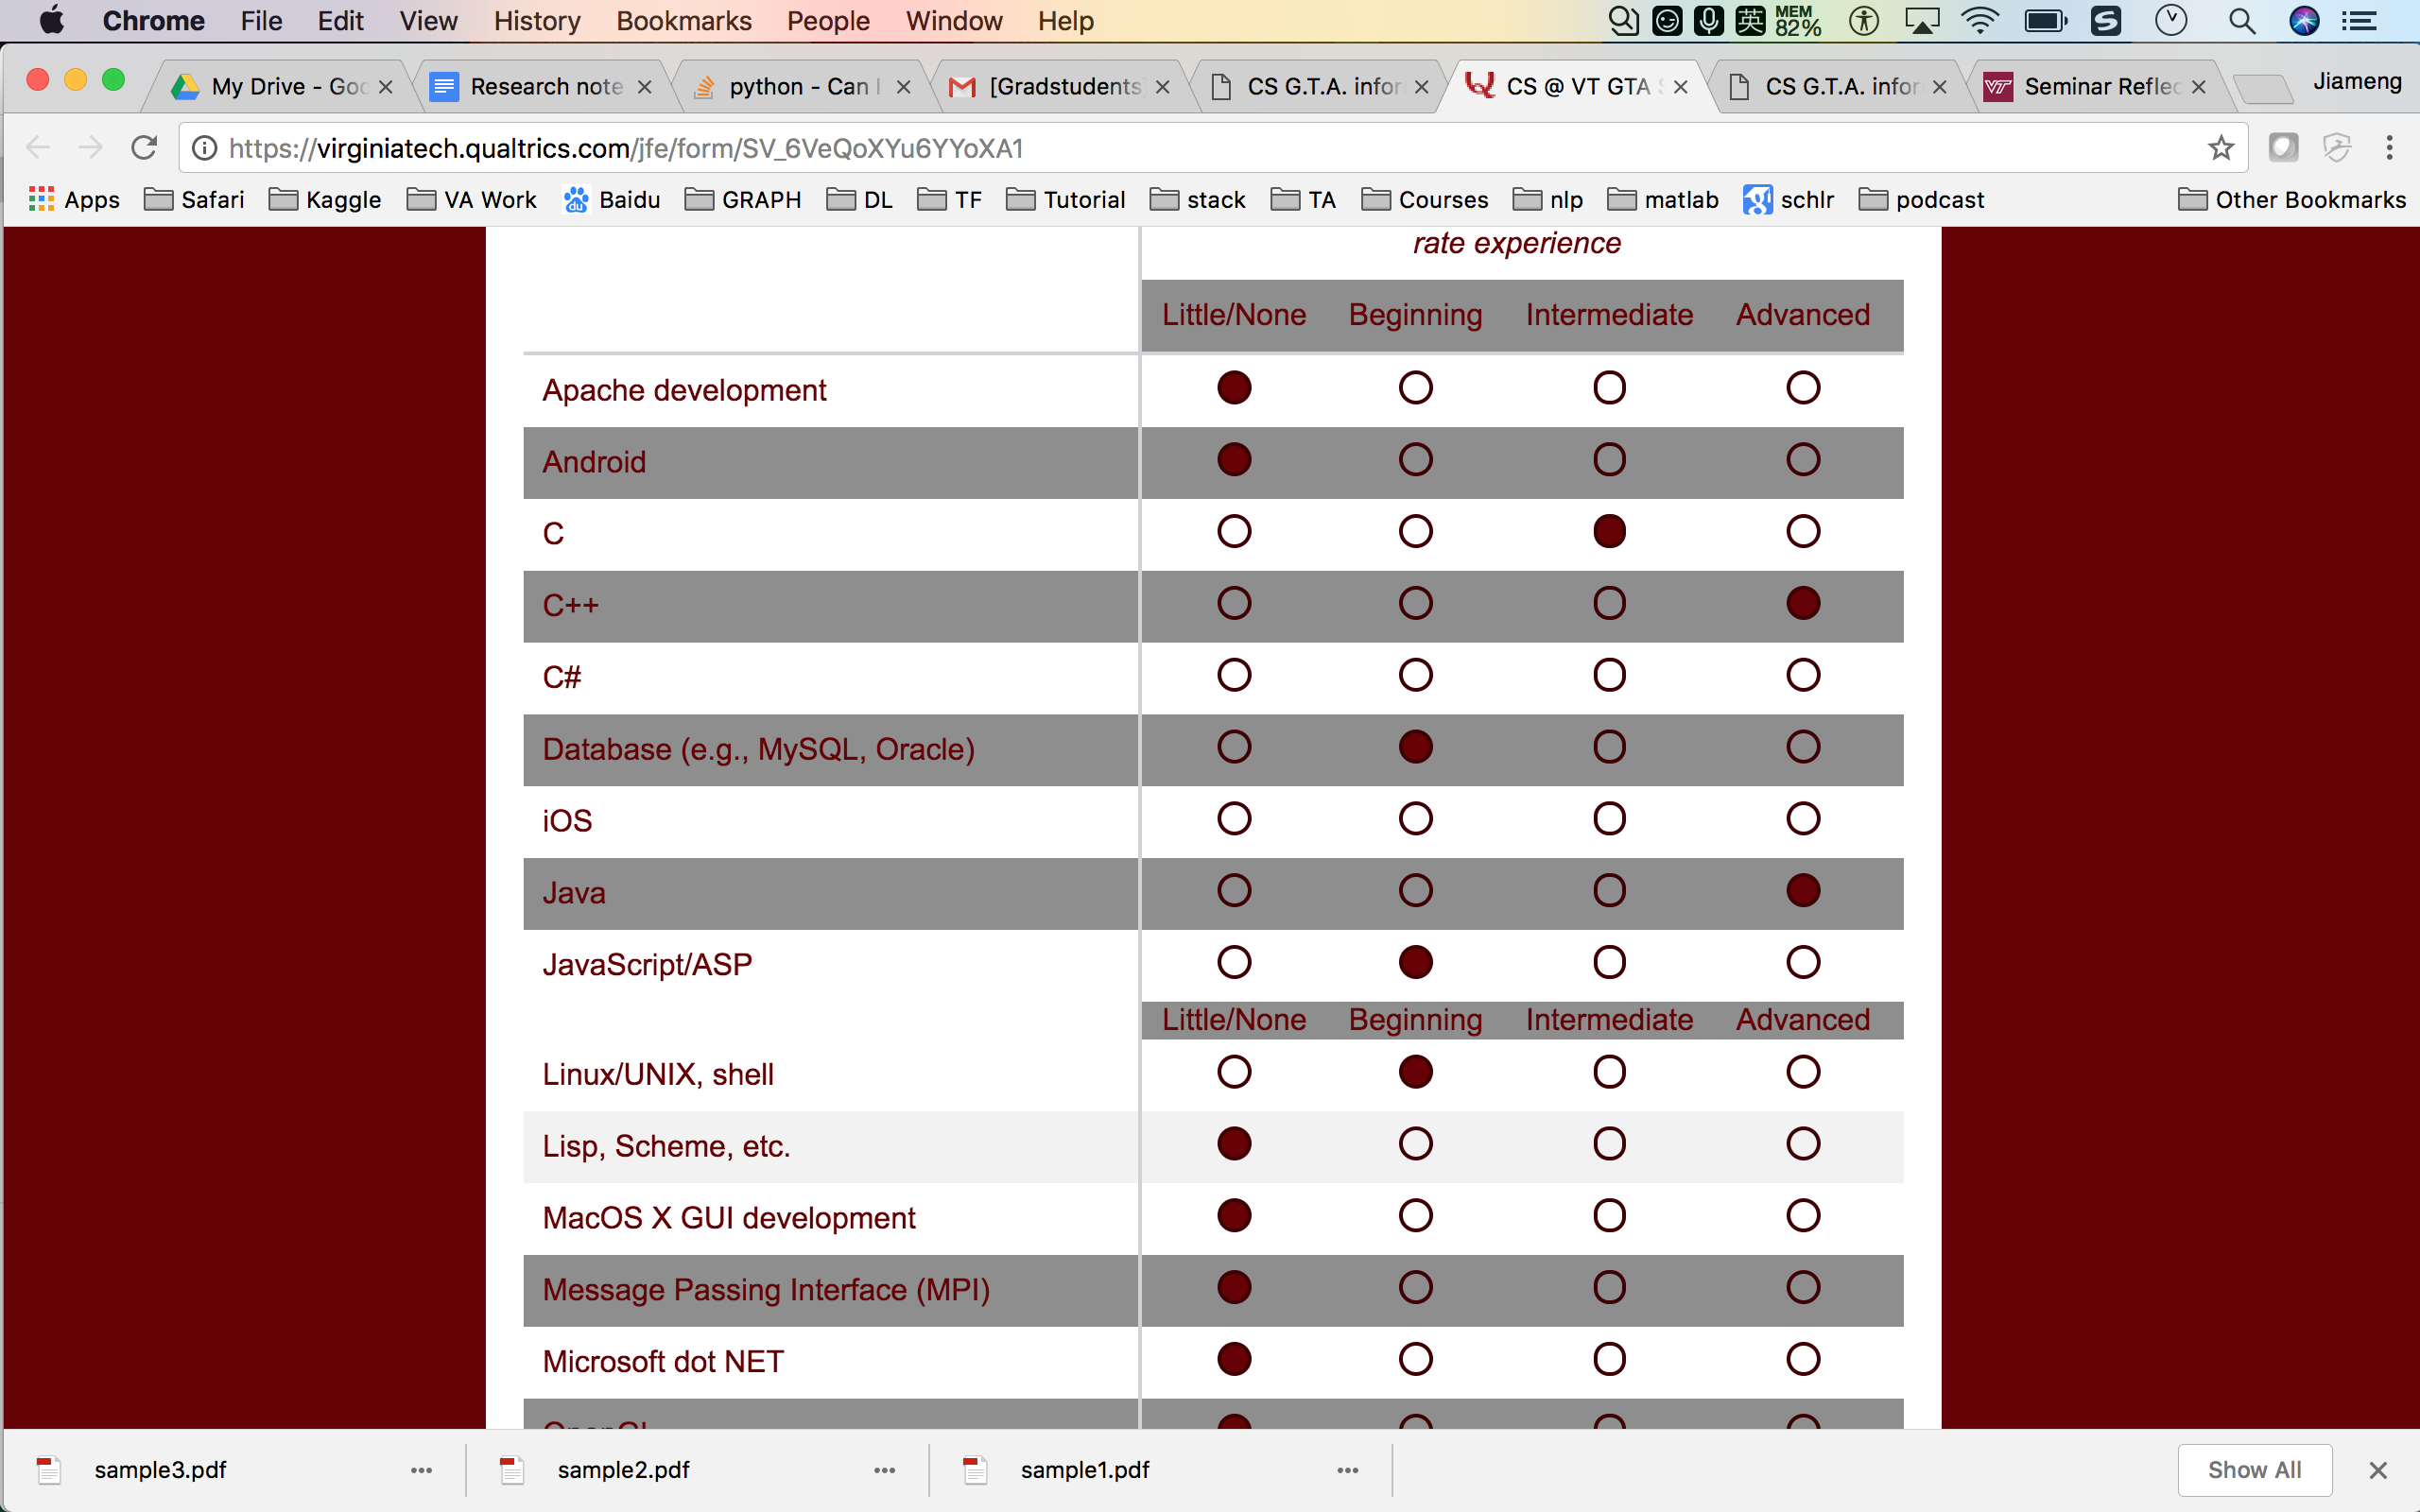 Chrome File Edit View History Bookmarks People Window Help 英 MEM 82%
My Drive - Goo Research note python - Can I [Gradstudents CS G.T.A. infor CS @ VT GTA S CS G.T.A. infor VT Seminar Reflec Jiameng
https://virginiatech.qualtrics.com/jfe/form/SV_6VeQoXYu6YYoXA1
Apps Safari Kaggle VA Work Baidu GRAPH DL TF Tutorial stack TA Courses nlp matlab schlr podcast Other Bookmarks
rate experience
Little/None Beginning Intermediate Advanced
Apache development
Android
C
C++
C#
Database (e.g., MySQL, Oracle)
iOS
Java
JavaScript/ASP
Little/None Beginning Intermediate Advanced
Linux/UNIX, shell
Lisp, Scheme, etc.
MacOS X GUI development
Message Passing Interface (MPI)
Microsoft dot NET
OpenGL
sample3.pdf sample2.pdf sample1.pdf Show All